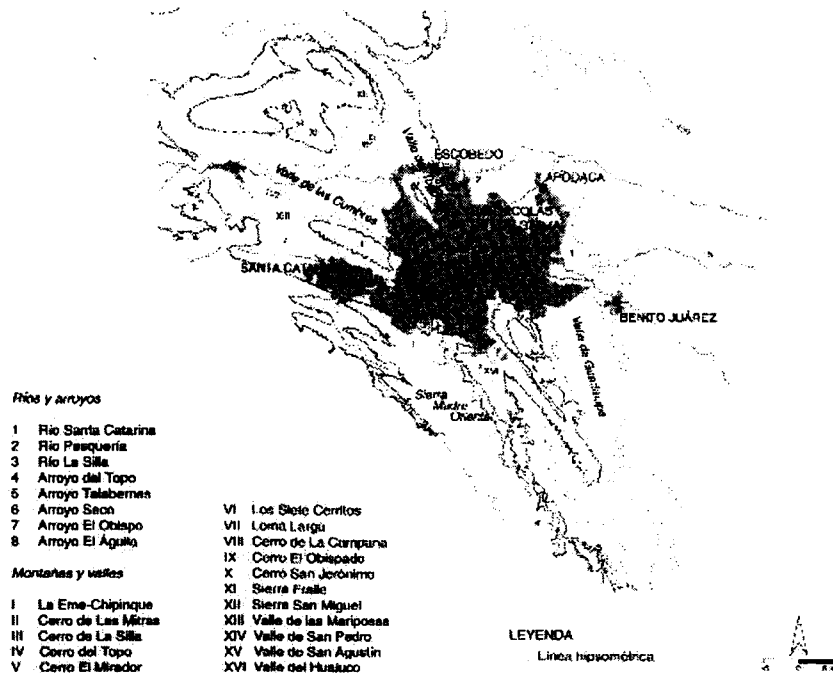 ESCOBEDO
APODACA
Valle de las Cumbres
XII
SANTA CATA
BENITO JUÁREZ
Valle de Guadalupe
XVI
Sierra
Madre
Oriental
Ríos y arroyos
1 Río Santa Catarina
2 Río Pesquería
3 Río La Silla
4 Arroyo del Topo
5 Arroyo Talabernas
6 Arroyo Seco
7 Arroyo El Obispo
8 Arroyo El Águila
Montañas y valles
I La Eme-Chipinque
II Cerro de Las Mitras
III Cerro de La Silla
IV Cerro del Topo
V Cerro El Mirador
VI Los Siete Cerritos
VII Loma Larga
VIII Cerro de La Campana
IX Cerro El Obispado
X Cerro San Jerónimo
XI Sierra Fraile
XII Sierra San Miguel
XIII Valle de las Mariposas
XIV Valle de San Pedro
XV Valle de San Agustín
XVI Valle del Huajuco
LEYENDA
Línea hipsométrica